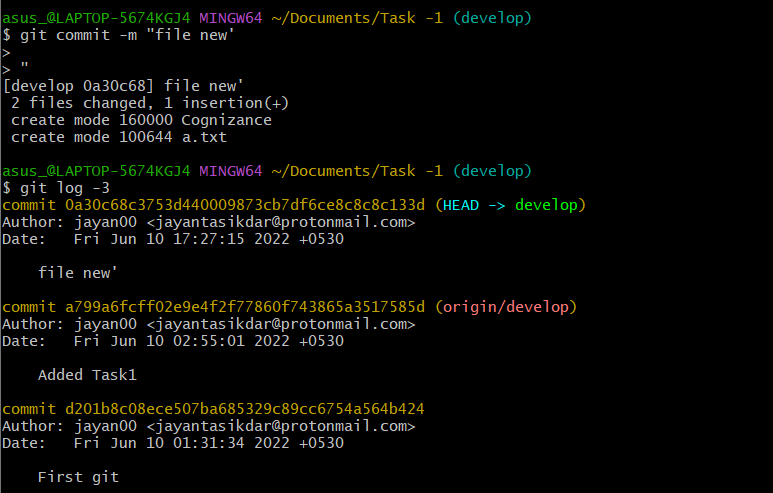 asus_@LAPTOP-5674KGJ4 MINGW64 ~/Documents/Task -1 (develop)
$ git commit -m "file new'
>
> "
[develop 0a30c68] file new'
 2 files changed, 1 insertion(+)
 create mode 160000 Cognizance
 create mode 100644 a.txt
asus_@LAPTOP-5674KGJ4 MINGW64 ~/Documents/Task -1 (develop)
$ git log -3
commit 0a30c68c3753d440009873cb7df6ce8c8c8c133d (HEAD -> develop)
Author: jayan00 <jayantasikdar@protonmail.com>
Date:   Fri Jun 10 17:27:15 2022 +0530
    file new'
commit a799a6fcff02e9e4f2f77860f743865a3517585d (origin/develop)
Author: jayan00 <jayantasikdar@protonmail.com>
Date:   Fri Jun 10 02:55:01 2022 +0530
    Added Task1
commit d201b8c08ece507ba685329c89cc6754a564b424
Author: jayan00 <jayantasikdar@protonmail.com>
Date:   Fri Jun 10 01:31:34 2022 +0530
    First git